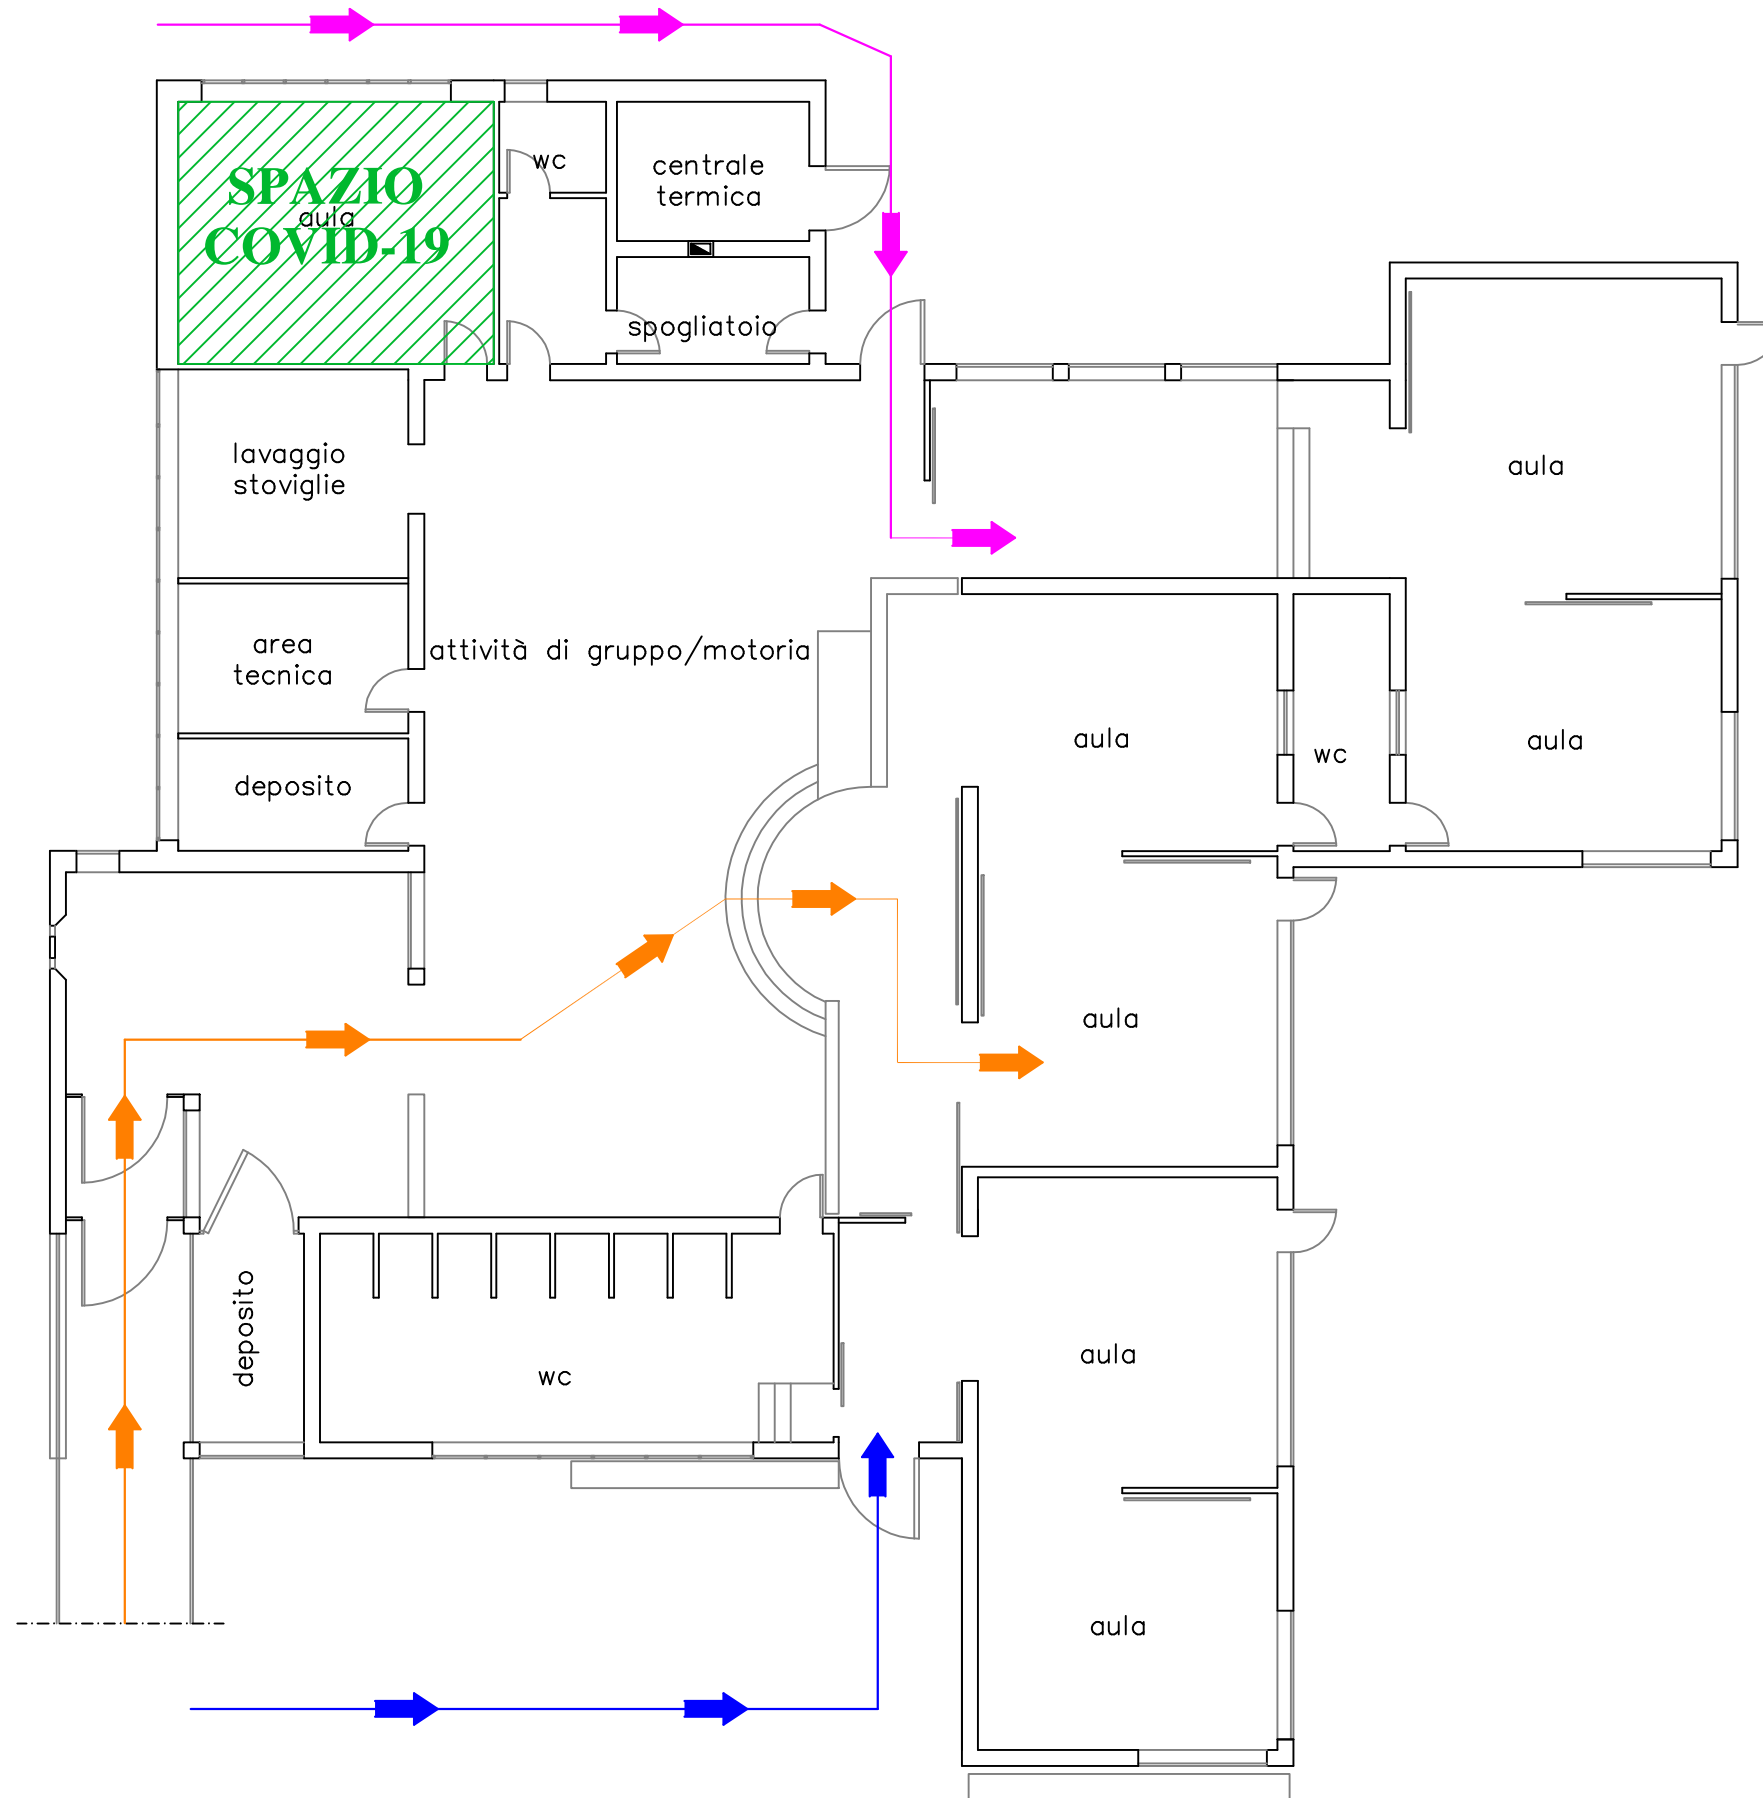 SPAZIO
aula
COVID-19
wc
centrale
termica
spogliatoio
lavaggio
stoviglie
aula
area
tecnica
attività di gruppo/motoria
aula
wc
aula
deposito
aula
deposito
wc
aula
aula